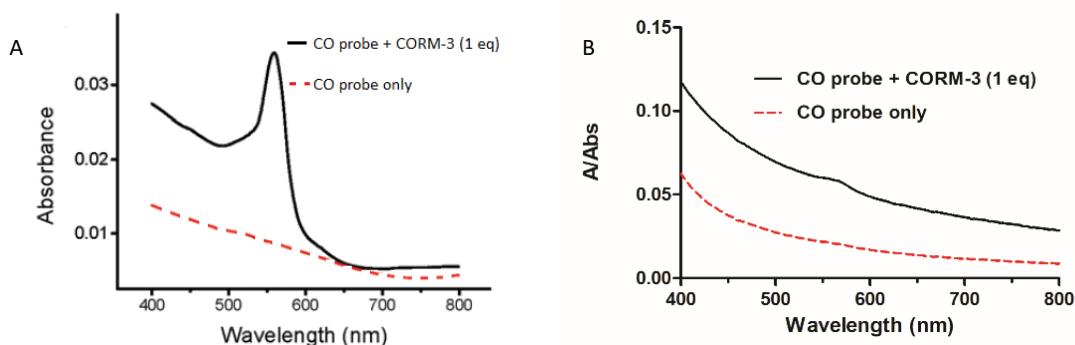 A
CO probe + CORM-3 (1 eq)
CO probe only
Absorbance
0.03
0.02
0.01
400 500 600 700 800
Wavelength (nm)
B
CO probe + CORM-3 (1 eq)
CO probe only
A/Abs
0.15
0.10
0.05
0.00
400 500 600 700 800
Wavelength (nm)